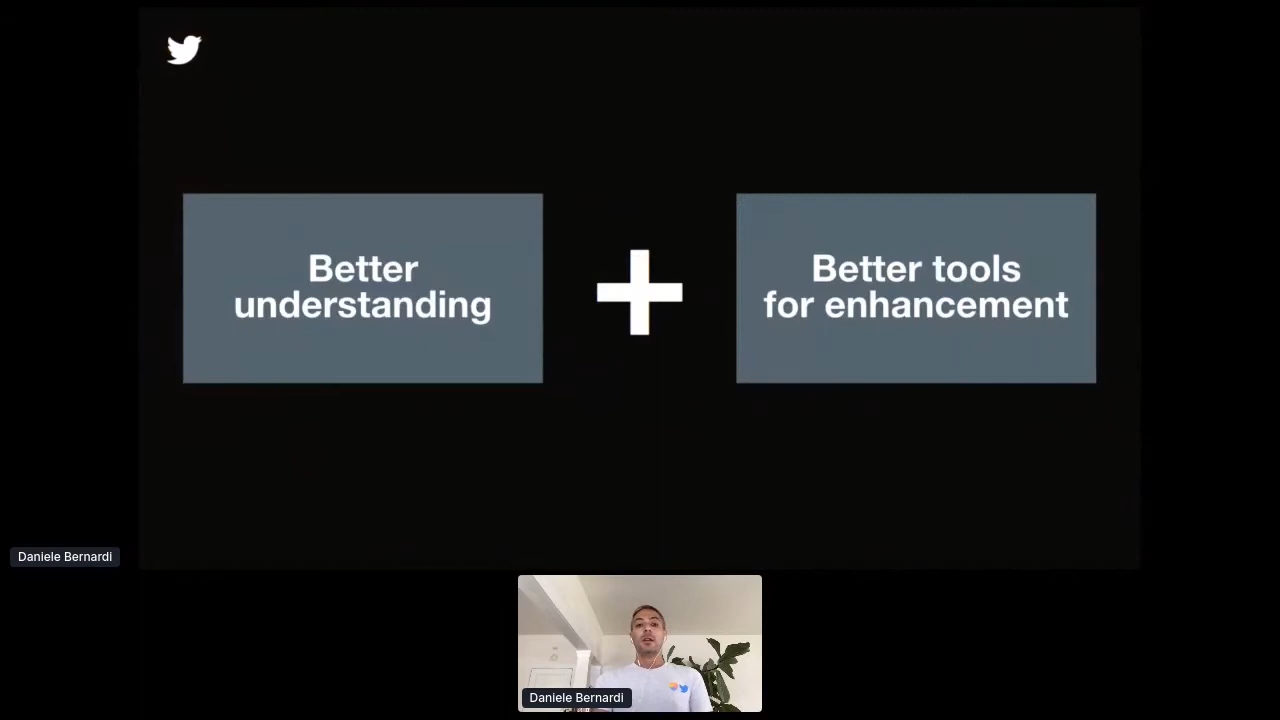 Better
understanding
Better tools
for enhancement
Daniele Bernardi
Daniele Bernardi